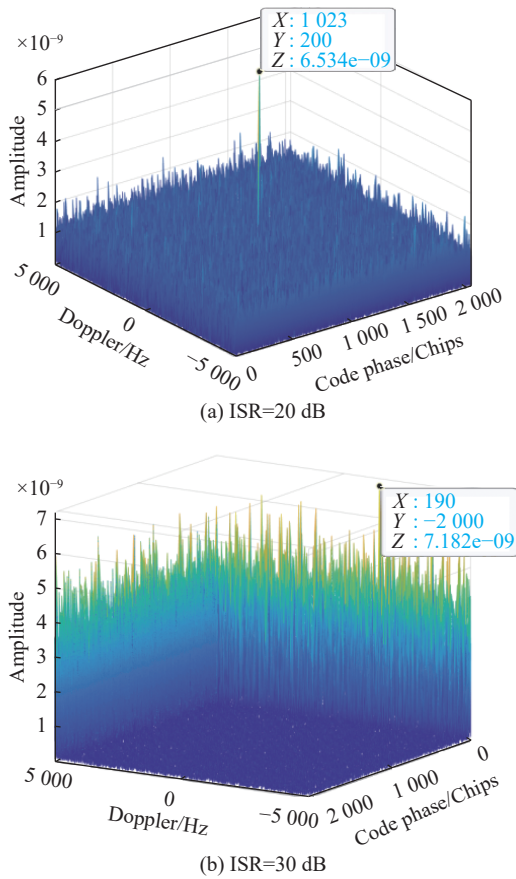 X : 1 023
Y : 200
Z : 6.534e−09
×10⁻⁹
6
5
4
3
2
1
Amplitude
5 000
0
−5 000
Doppler/Hz
0
500
1 000
1 500
2 000
Code phase/Chips
(a) ISR=20 dB
X : 190
Y : −2 000
Z : 7.182e−09
×10⁻⁹
7
6
5
4
3
2
1
Amplitude
5 000
0
−5 000
Doppler/Hz
2 000
1 000
0
Code phase/Chips
(b) ISR=30 dB